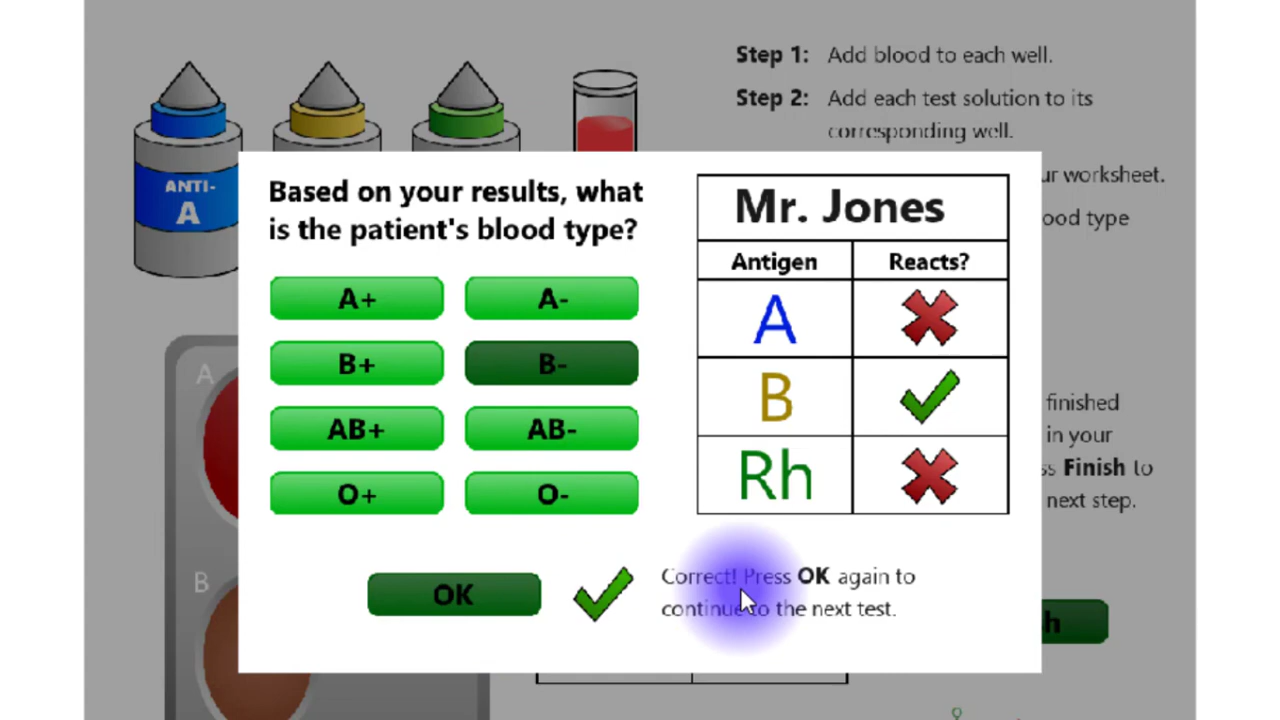 Step 1: Add blood to each well.
Step 2: Add each test solution to its
corresponding well.
ANTI-
A
ur worksheet.
ood type
Based on your results, what
is the patient's blood type?
A+
A-
B+
B-
AB+
AB-
O+
O-
Mr. Jones
Antigen
Reacts?
A
B
Rh
A
B
finished
in your
ss Finish to
next step.
OK
Correct! Press OK again to
continue to the next test.
h